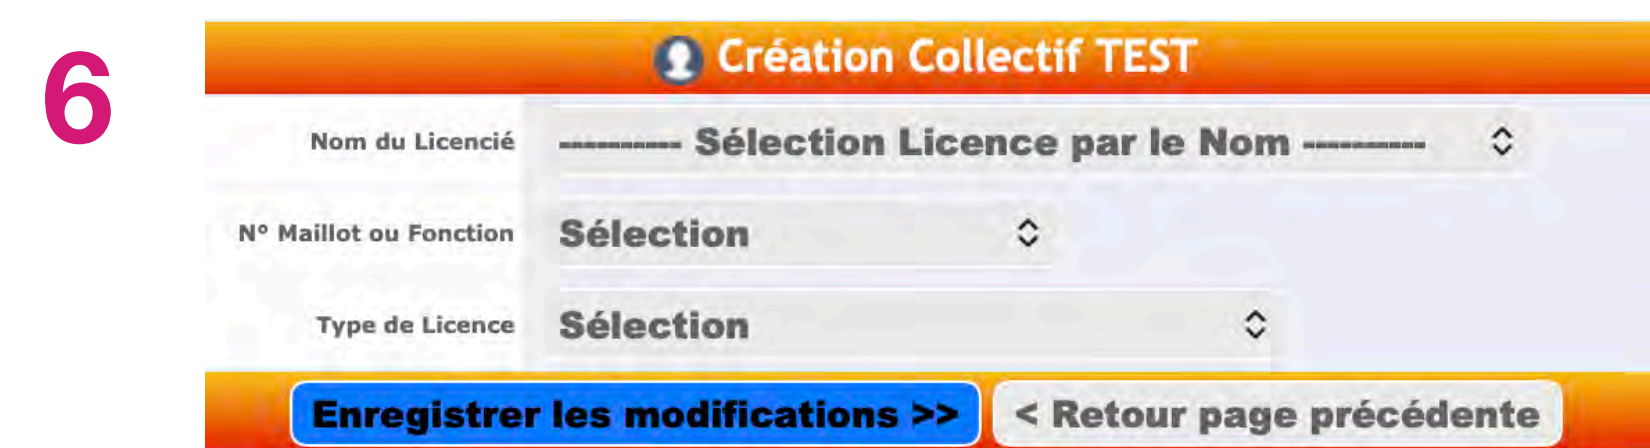 6
Création Collectif TEST
Nom du Licencié
---------- Sélection Licence par le Nom ----------
N° Maillot ou Fonction
Sélection
Type de Licence
Sélection
Enregistrer les modifications >>
< Retour page précédente